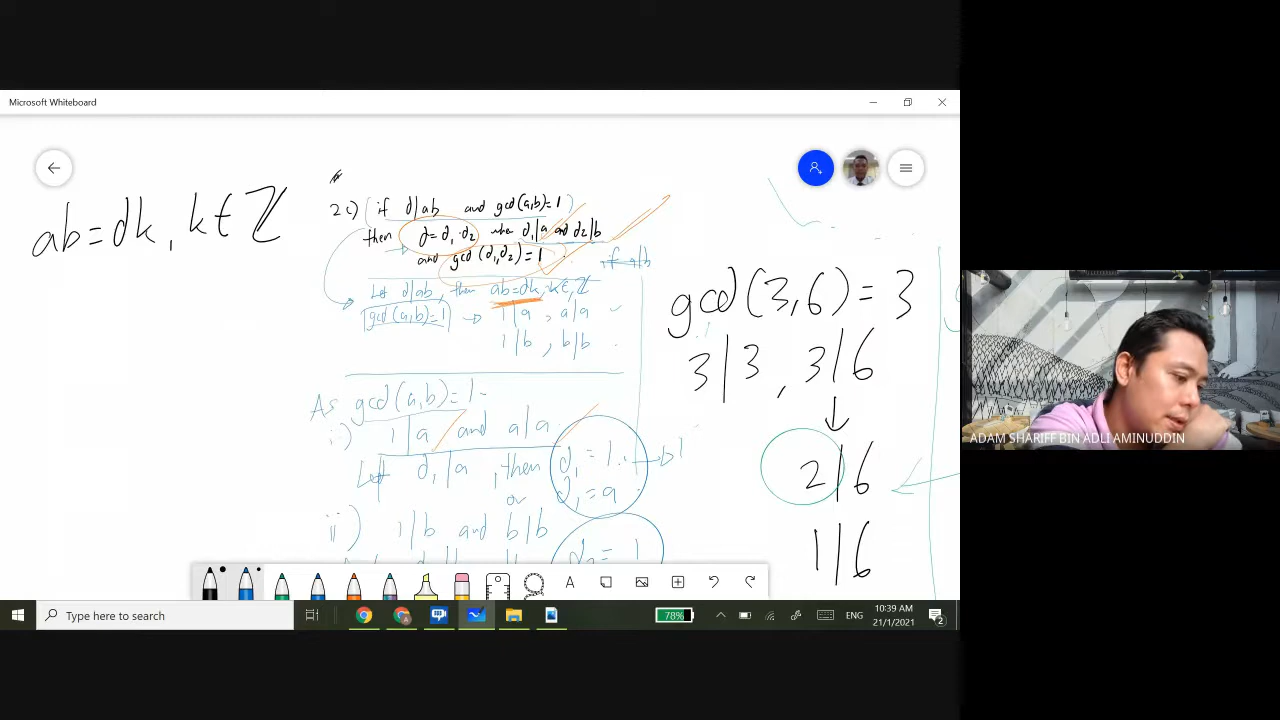 Microsoft Whiteboard
ab=dk, k∈ℤ
2c) (if d|ab and gcd(a,b)=1)
then d=d₁·d₂ when d₁|a and d₂|b
and gcd(d₁,d₂)=1
if a|b
Let d|ab, then ab=dk, k∈ℤ
gcd(a,b)=1 → 1|a, a|a
1|b, b|b
As gcd(a,b)=1
i) 1|a and a|a
Let d₁|a, then d₁=1
or d₁=a
ii) 1|b and b|b
d₂=1
gcd(3,6)=3
3|3, 3|6
↓
2|6
1|6
ADAM SHARIFF BIN ADLI AMINUDDIN
Type here to search
78%
ENG
10:39 AM
21/1/2021
2